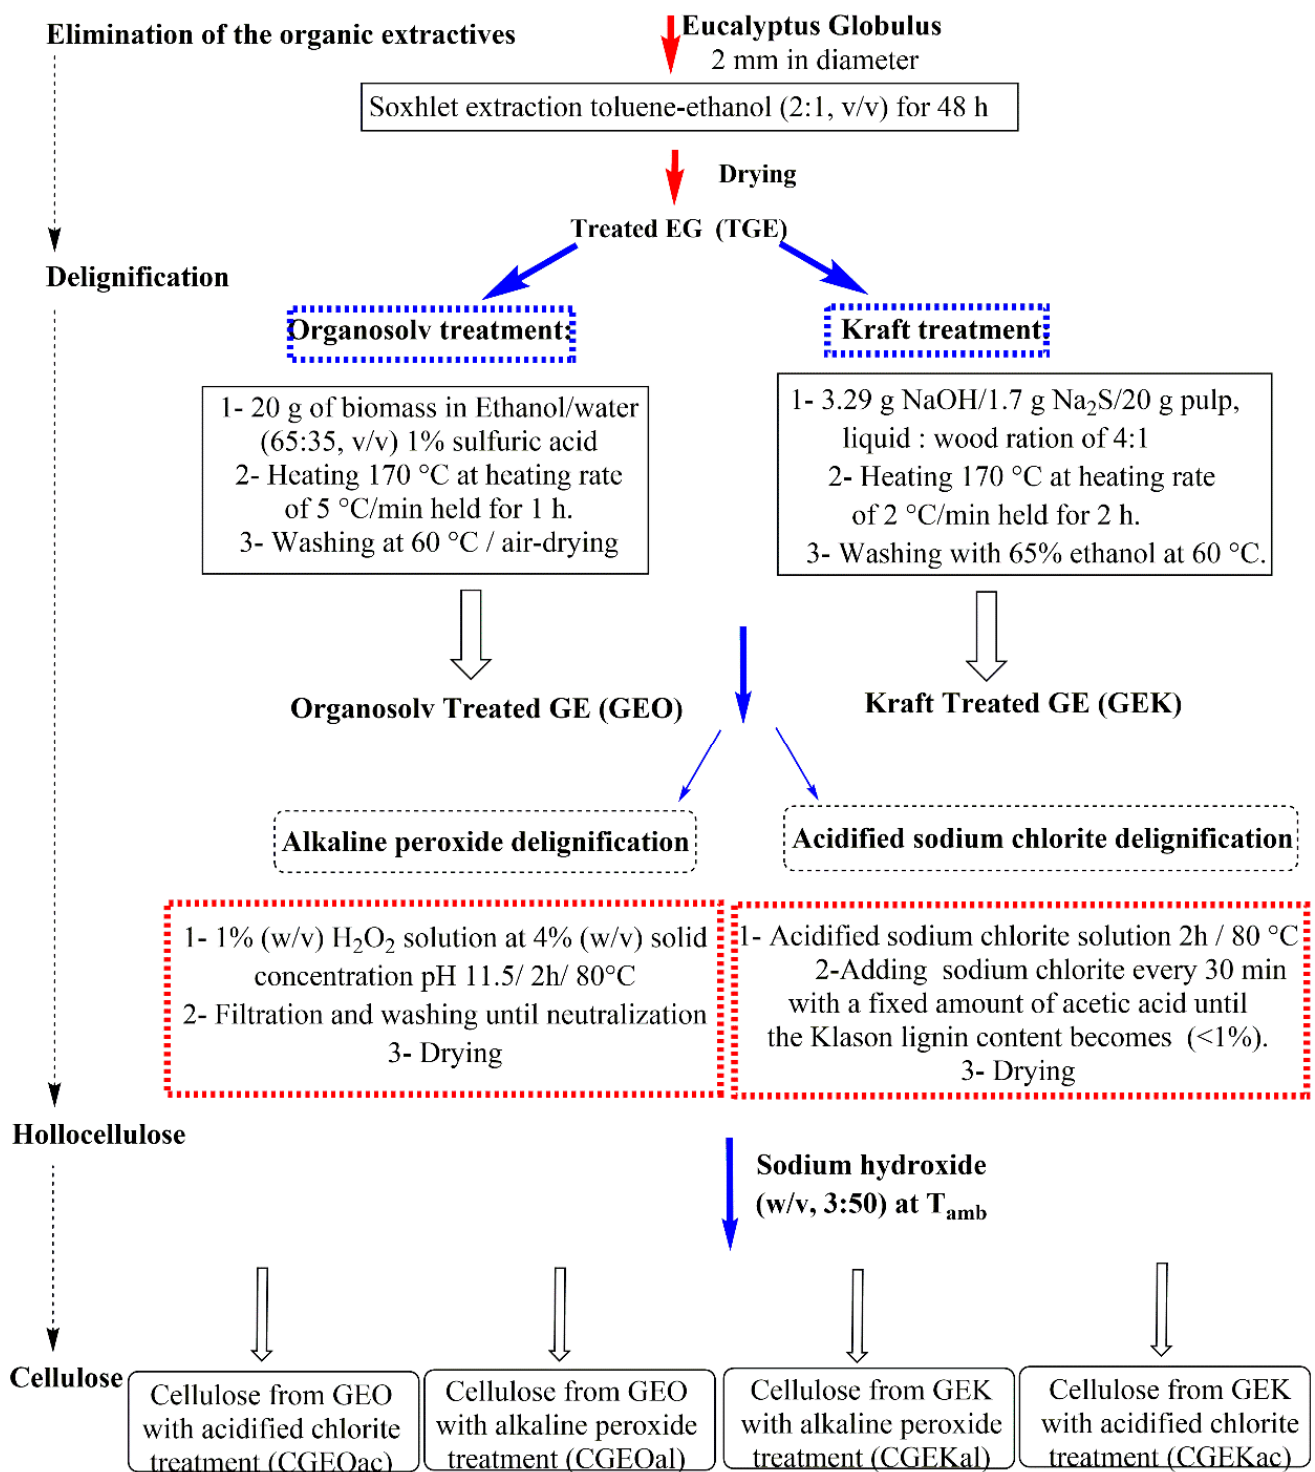 Elimination of the organic extractives
Eucalyptus Globulus
2 mm in diameter
Soxhlet extraction toluene-ethanol (2:1, v/v) for 48 h
Drying
Treated EG (TGE)
Delignification
Organosolv treatment:
Kraft treatment:
1- 20 g of biomass in Ethanol/water
(65:35, v/v) 1% sulfuric acid
2- Heating 170 °C at heating rate
of 5 °C/min held for 1 h.
3- Washing at 60 °C / air-drying
1- 3.29 g NaOH/1.7 g Na₂S/20 g pulp,
liquid : wood ration of 4:1
2- Heating 170 °C at heating rate
of 2 °C/min held for 2 h.
3- Washing with 65% ethanol at 60 °C.
Organosolv Treated GE (GEO)
Kraft Treated GE (GEK)
Alkaline peroxide delignification
Acidified sodium chlorite delignification
1- 1% (w/v) H₂O₂ solution at 4% (w/v) solid
concentration pH 11.5/ 2h/ 80°C
2- Filtration and washing until neutralization
3- Drying
1- Acidified sodium chlorite solution 2h / 80 °C
2-Adding sodium chlorite every 30 min
with a fixed amount of acetic acid until
the Klason lignin content becomes (<1%).
3- Drying
Hollocellulose
Sodium hydroxide
(w/v, 3:50) at Tₐₘb
Cellulose
Cellulose from GEO
with acidified chlorite
treatment (CGEOac)
Cellulose from GEO
with alkaline peroxide
treatment (CGEOal)
Cellulose from GEK
with alkaline peroxide
treatment (CGEKal)
Cellulose from GEK
with acidified chlorite
treatment (CGEKac)